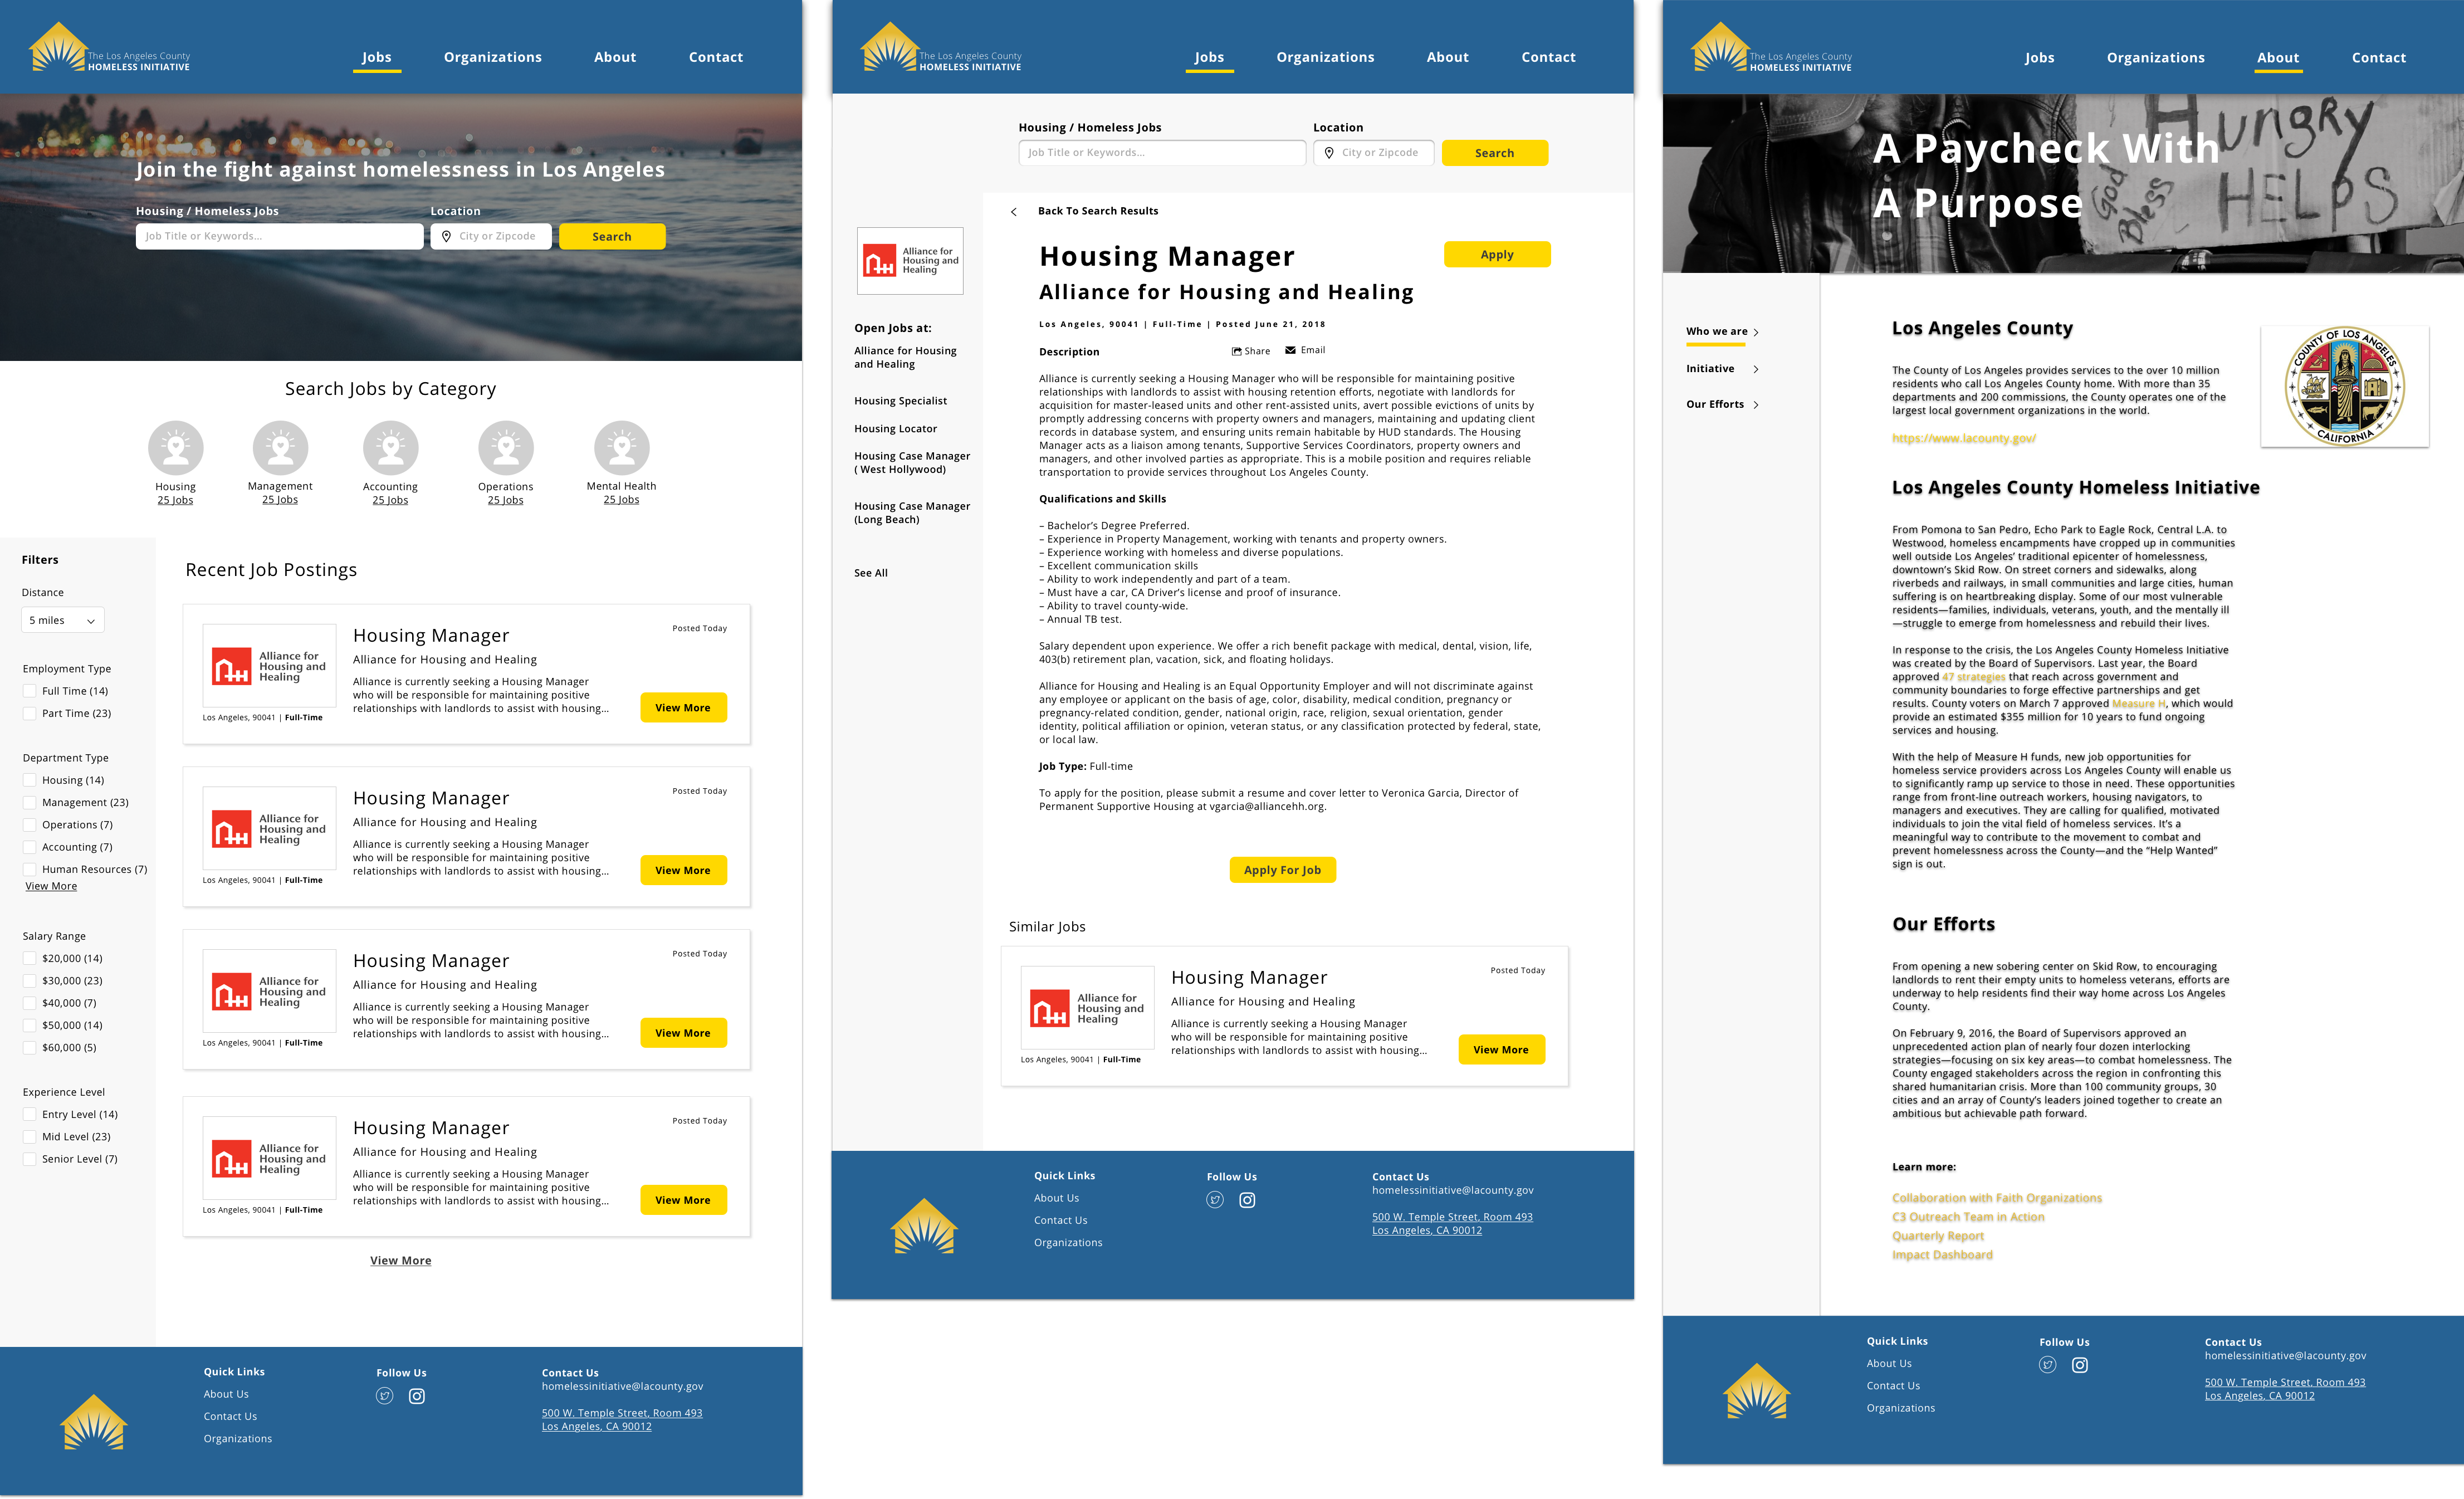 The Los Angeles County
HOMELESS INITIATIVE
Jobs
Organizations
About
Contact
Join the fight against homelessness in Los Angeles
Housing / Homeless Jobs
Location
Job Title or Keywords...
City or Zipcode
Search
Search Jobs by Category
Housing
25 Jobs
Management
25 Jobs
Accounting
25 Jobs
Operations
25 Jobs
Mental Health
25 Jobs
Filters
Distance
5 miles
Employment Type
Full Time (14)
Part Time (23)
Department Type
Housing (14)
Management (23)
Operations (7)
Accounting (7)
Human Resources (7)
View More
Salary Range
$20,000 (14)
$30,000 (23)
$40,000 (7)
$50,000 (14)
$60,000 (5)
Experience Level
Entry Level (14)
Mid Level (23)
Senior Level (7)
Recent Job Postings
Alliance for
Housing and
Healing
Los Angeles, 90041 | Full-Time
Housing Manager
Posted Today
Alliance for Housing and Healing
Alliance is currently seeking a Housing Manager
who will be responsible for maintaining positive
relationships with landlords to assist with housing...
View More
Alliance for
Housing and
Healing
Los Angeles, 90041 | Full-Time
Housing Manager
Posted Today
Alliance for Housing and Healing
Alliance is currently seeking a Housing Manager
who will be responsible for maintaining positive
relationships with landlords to assist with housing...
View More
Alliance for
Housing and
Healing
Los Angeles, 90041 | Full-Time
Housing Manager
Posted Today
Alliance for Housing and Healing
Alliance is currently seeking a Housing Manager
who will be responsible for maintaining positive
relationships with landlords to assist with housing...
View More
Alliance for
Housing and
Healing
Los Angeles, 90041 | Full-Time
Housing Manager
Posted Today
Alliance for Housing and Healing
Alliance is currently seeking a Housing Manager
who will be responsible for maintaining positive
relationships with landlords to assist with housing...
View More
View More
Quick Links
About Us
Contact Us
Organizations
Follow Us
Contact Us
homelessinitiative@lacounty.gov
500 W. Temple Street, Room 493
Los Angeles, CA 90012
The Los Angeles County
HOMELESS INITIATIVE
Jobs
Organizations
About
Contact
Housing / Homeless Jobs
Location
Job Title or Keywords...
City or Zipcode
Search
Back To Search Results
Alliance for
Housing and
Healing
Open Jobs at:
Alliance for Housing
and Healing
Housing Specialist
Housing Locator
Housing Case Manager
( West Hollywood)
Housing Case Manager
(Long Beach)
See All
Housing Manager
Apply
Alliance for Housing and Healing
Los Angeles, 90041 | Full-Time | Posted June 21, 2018
Description
Share
Email
Alliance is currently seeking a Housing Manager who will be responsible for maintaining positive
relationships with landlords to assist with housing retention efforts, negotiate with landlords for
acquisition for master-leased units and other rent-assisted units, avert possible evictions of units by
promptly addressing concerns with property owners and managers, maintaining and updating client
records in database system, and ensuring units remain habitable by HUD standards. The Housing
Manager acts as a liaison among tenants, Supportive Services Coordinators, property owners and
managers, and other involved parties as appropriate. This is a mobile position and requires reliable
transportation to provide services throughout Los Angeles County.
Qualifications and Skills
– Bachelor's Degree Preferred.
– Experience in Property Management, working with tenants and property owners.
– Experience working with homeless and diverse populations.
– Excellent communication skills
– Ability to work independently and part of a team.
– Must have a car, CA Driver's license and proof of insurance.
– Ability to travel county-wide.
– Annual TB test.
Salary dependent upon experience. We offer a rich benefit package with medical, dental, vision, life,
403(b) retirement plan, vacation, sick, and floating holidays.
Alliance for Housing and Healing is an Equal Opportunity Employer and will not discriminate against
any employee or applicant on the basis of age, color, disability, medical condition, pregnancy or
pregnancy-related condition, gender, national origin, race, religion, sexual orientation, gender
identity, political affiliation or opinion, veteran status, or any classification protected by federal, state,
or local law.
Job Type: Full-time
To apply for the position, please submit a resume and cover letter to Veronica Garcia, Director of
Permanent Supportive Housing at vgarcia@alliancehh.org.
Apply For Job
Similar Jobs
Alliance for
Housing and
Healing
Los Angeles, 90041 | Full-Time
Housing Manager
Posted Today
Alliance for Housing and Healing
Alliance is currently seeking a Housing Manager
who will be responsible for maintaining positive
relationships with landlords to assist with housing...
View More
Quick Links
About Us
Contact Us
Organizations
Follow Us
Contact Us
homelessinitiative@lacounty.gov
500 W. Temple Street, Room 493
Los Angeles, CA 90012
The Los Angeles County
HOMELESS INITIATIVE
Jobs
Organizations
About
Contact
A Paycheck With
A Purpose
Hungry
God
Bless
HELPS
Who we are
Initiative
Our Efforts
Los Angeles County
The County of Los Angeles provides services to the over 10 million
residents who call Los Angeles County home. With more than 35
departments and 200 commissions, the County operates one of the
largest local government organizations in the world.
https://www.lacounty.gov/
COUNTY OF LOS ANGELES
CALIFORNIA
Los Angeles County Homeless Initiative
From Pomona to San Pedro, Echo Park to Eagle Rock, Central L.A. to
Westwood, homeless encampments have cropped up in communities
well outside Los Angeles' traditional epicenter of homelessness,
downtown's Skid Row. On street corners and sidewalks, along
riverbeds and railways, in small communities and large cities, human
suffering is on heartbreaking display. Some of our most vulnerable
residents—families, individuals, veterans, youth, and the mentally ill
—struggle to emerge from homelessness and rebuild their lives.
In response to the crisis, the Los Angeles County Homeless Initiative
was created by the Board of Supervisors. Last year, the Board
approved 47 strategies that reach across government and
community boundaries to forge effective partnerships and get
results. County voters on March 7 approved Measure H, which would
provide an estimated $355 million for 10 years to fund ongoing
services and housing.
With the help of Measure H funds, new job opportunities for
homeless service providers across Los Angeles County will enable us
to significantly ramp up service to those in need. These opportunities
range from front-line outreach workers, housing navigators, to
managers and executives. They are calling for qualified, motivated
individuals to join the vital field of homeless services. It's a
meaningful way to contribute to the movement to combat and
prevent homelessness across the County—and the “Help Wanted”
sign is out.
Our Efforts
From opening a new sobering center on Skid Row, to encouraging
landlords to rent their empty units to homeless veterans, efforts are
underway to help residents find their way home across Los Angeles
County.
On February 9, 2016, the Board of Supervisors approved an
unprecedented action plan of nearly four dozen interlocking
strategies—focusing on six key areas—to combat homelessness. The
County engaged stakeholders across the region in confronting this
shared humanitarian crisis. More than 100 community groups, 30
cities and an array of County's leaders joined together to create an
ambitious but achievable path forward.
Learn more:
Collaboration with Faith Organizations
C3 Outreach Team in Action
Quarterly Report
Impact Dashboard
Quick Links
About Us
Contact Us
Organizations
Follow Us
Contact Us
homelessinitiative@lacounty.gov
500 W. Temple Street, Room 493
Los Angeles, CA 90012